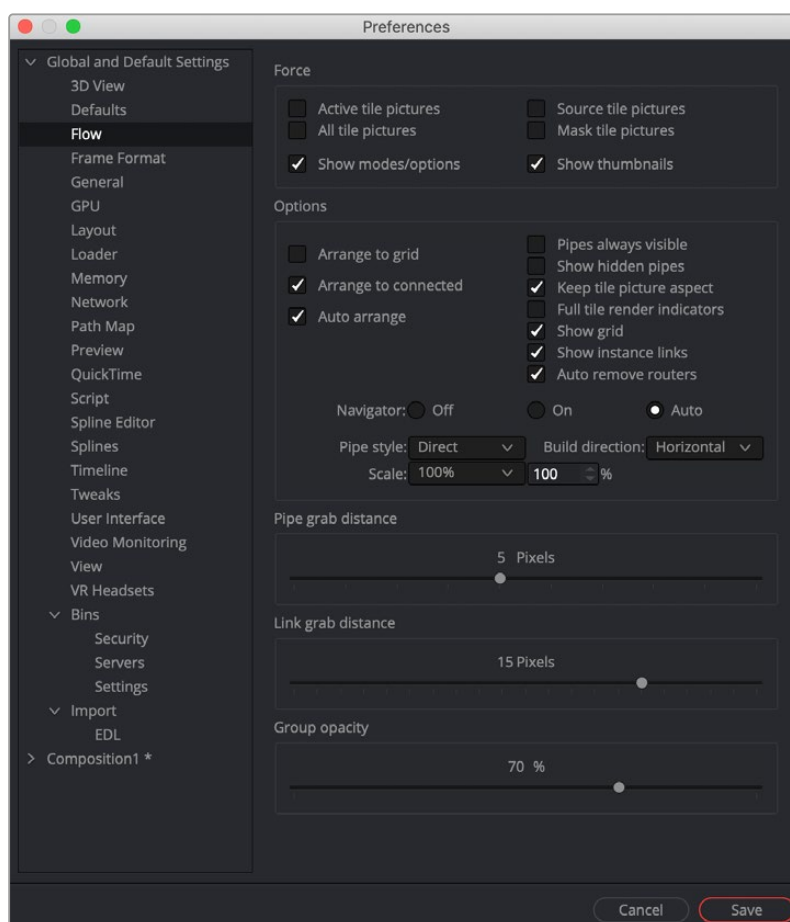 Preferences
Global and Default Settings
3D View
Defaults
Flow
Frame Format
General
GPU
Layout
Loader
Memory
Network
Path Map
Preview
QuickTime
Script
Spline Editor
Splines
Timeline
Tweaks
User Interface
Video Monitoring
View
VR Headsets
Bins
Security
Servers
Settings
Import
EDL
Composition1 *
Force
Active tile pictures
Source tile pictures
All tile pictures
Mask tile pictures
Show modes/options
Show thumbnails
Options
Arrange to grid
Arrange to connected
Auto arrange
Pipes always visible
Show hidden pipes
Keep tile picture aspect
Full tile render indicators
Show grid
Show instance links
Auto remove routers
Navigator: Off On Auto
Pipe style: Direct Build direction: Horizontal
Scale: 100% 100 %
Pipe grab distance
5 Pixels
Link grab distance
15 Pixels
Group opacity
70 %
Cancel Save